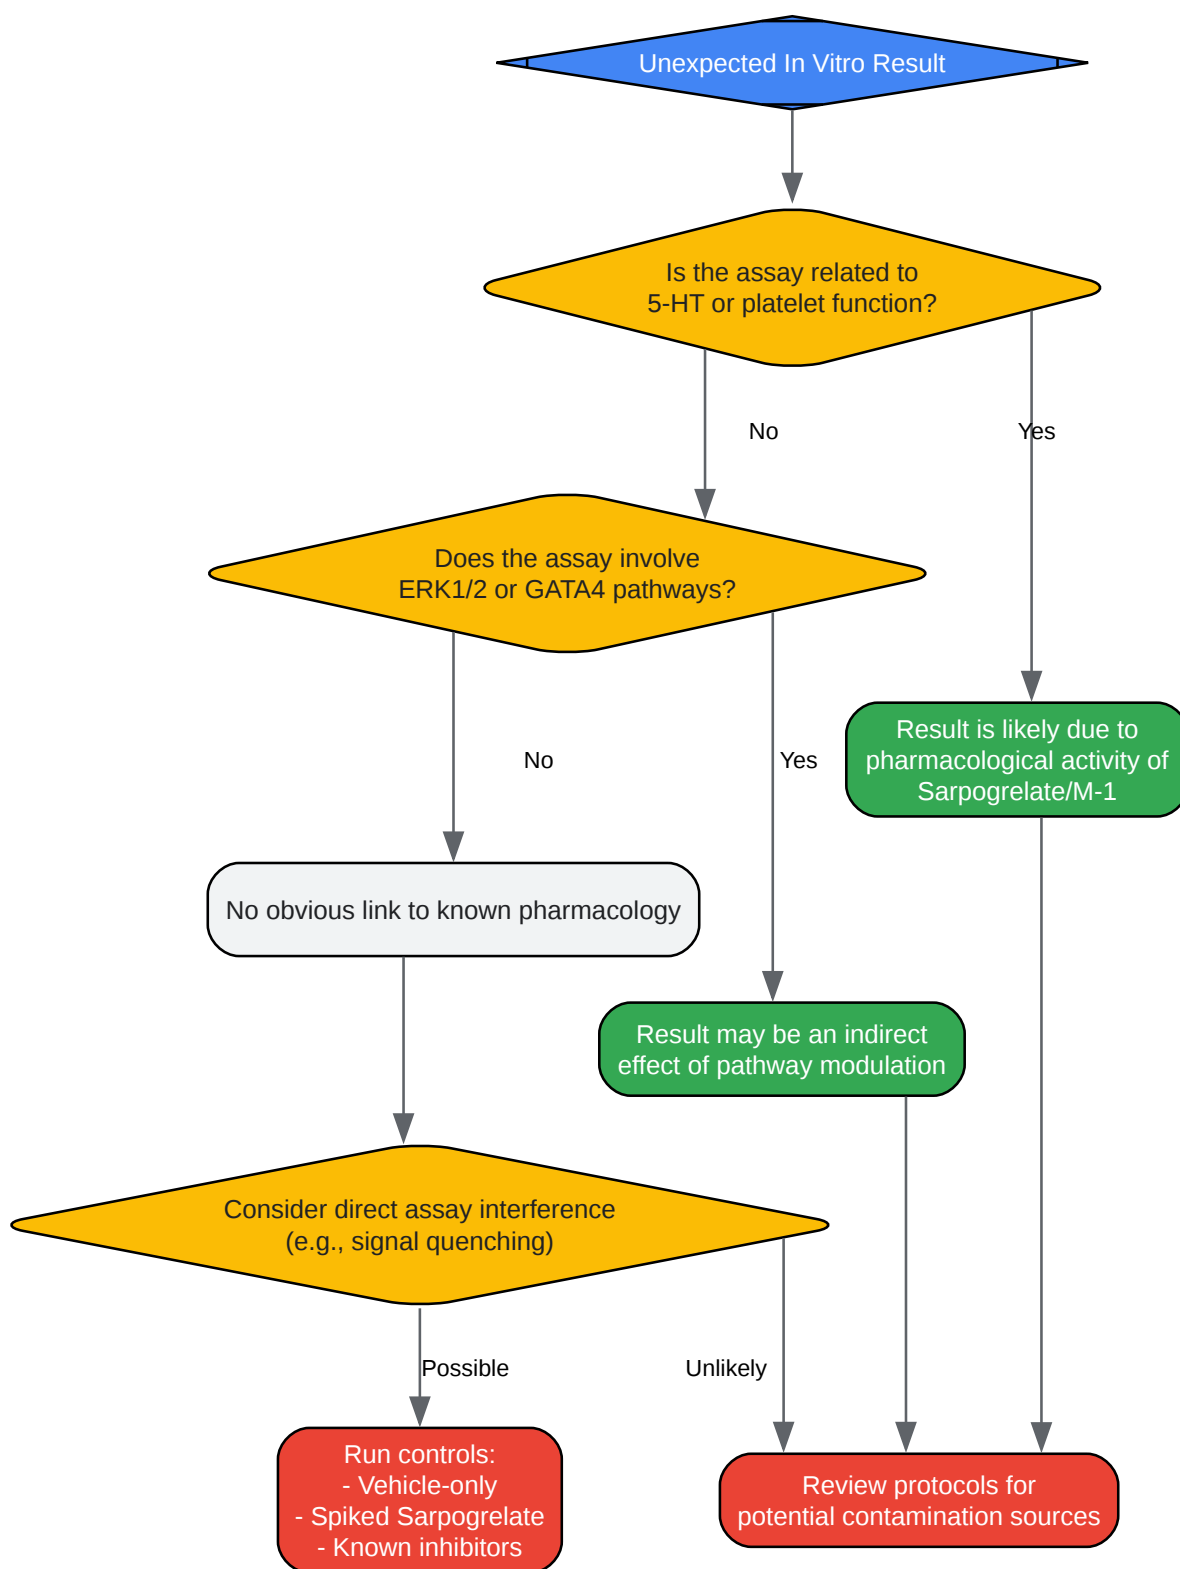 Unexpected In Vitro Result
Is the assay related to
5-HT or platelet function?
No
Yes
Does the assay involve
ERK1/2 or GATA4 pathways?
Result is likely due to
pharmacological activity of
Sarpogrelate/M-1
No
Yes
No obvious link to known pharmacology
Result may be an indirect
effect of pathway modulation
Consider direct assay interference
(e.g., signal quenching)
Possible
Unlikely
Run controls:
- Vehicle-only
- Spiked Sarpogrelate
- Known inhibitors
Review protocols for
potential contamination sources